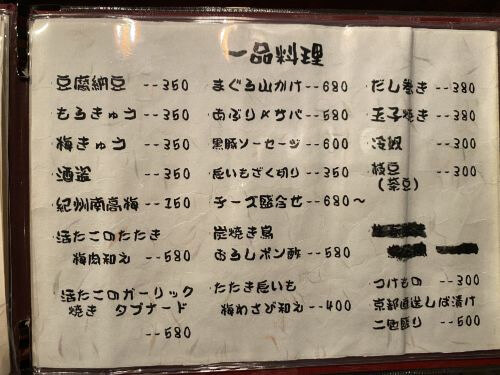 一品料理
豆腐納豆 --350
もろきゅう --350
梅きゅう --350
酒盗 --350
紀州南高梅 --150
活たこのたたき
梅肉和え --580
活たこのガーリック
焼き タプナード
--580
まぐろ山かけ --680
あぶり〆サバ --580
黒豚ソーセージ --600
長いもざく切り --350
チーズ盛合せ --680〜
炭焼き鳥
おろしポン酢 --580
たたき長いも
梅わさび和え --400
だし巻き --380
玉子焼き --380
冷奴 --300
枝豆 --300
(茶豆)
つけもの --300
京都直送しば漬け
二色盛り --500